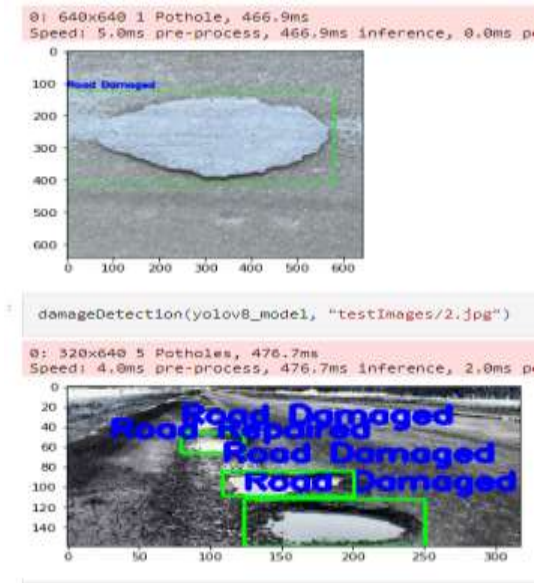 0: 640x640 1 Pothole, 466.9ms
Speed: 5.0ms pre-process, 466.9ms inference, 0.0ms
0
100
Road Damaged
200
300
400
500
600
0 100 200 300 400 500 600
damageDetection(yolov8_model, "testImages/2.jpg")
0: 320x640 5 Potholes, 476.7ms
Speed: 4.0ms pre-process, 476.7ms inference, 2.0ms
0
20
Road Damaged
40
Road Repaired
60
Road Damaged
80
100
Road Damaged
120
140
0 50 100 150 200 250 300